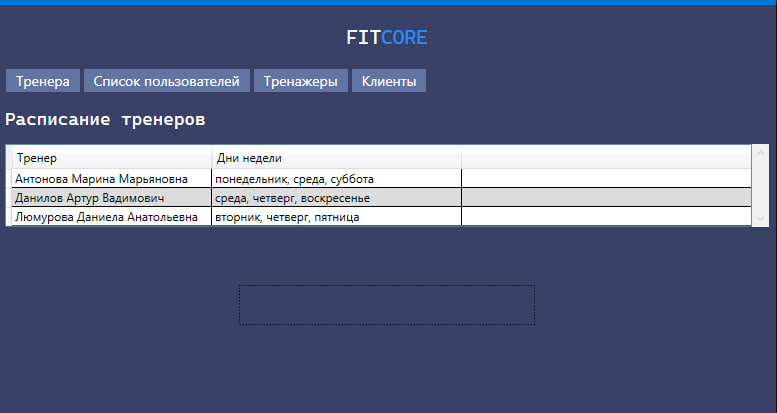 FITCORE
Тренера Список пользователей Тренажеры Клиенты
Расписание тренеров
Тренер Дни недели
Антонова Марина Марьяновна понедельник, среда, суббота
Данилов Артур Вадимович среда, четверг, воскресенье
Люмурова Даниела Анатольевна вторник, четверг, пятница